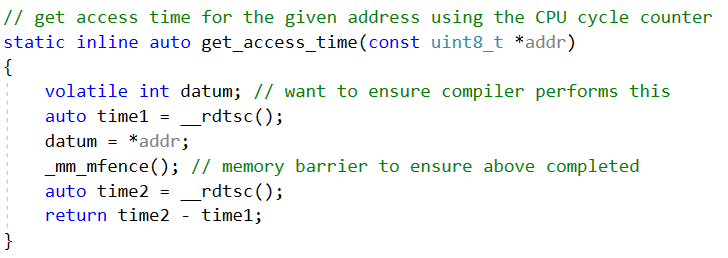 // get access time for the given address using the CPU cycle counter
static inline auto get_access_time(const uint8_t *addr)
{
    volatile int datum; // want to ensure compiler performs this
    auto time1 = __rdtsc();
    datum = *addr;
    _mm_mfence(); // memory barrier to ensure above completed
    auto time2 = __rdtsc();
    return time2 - time1;
}